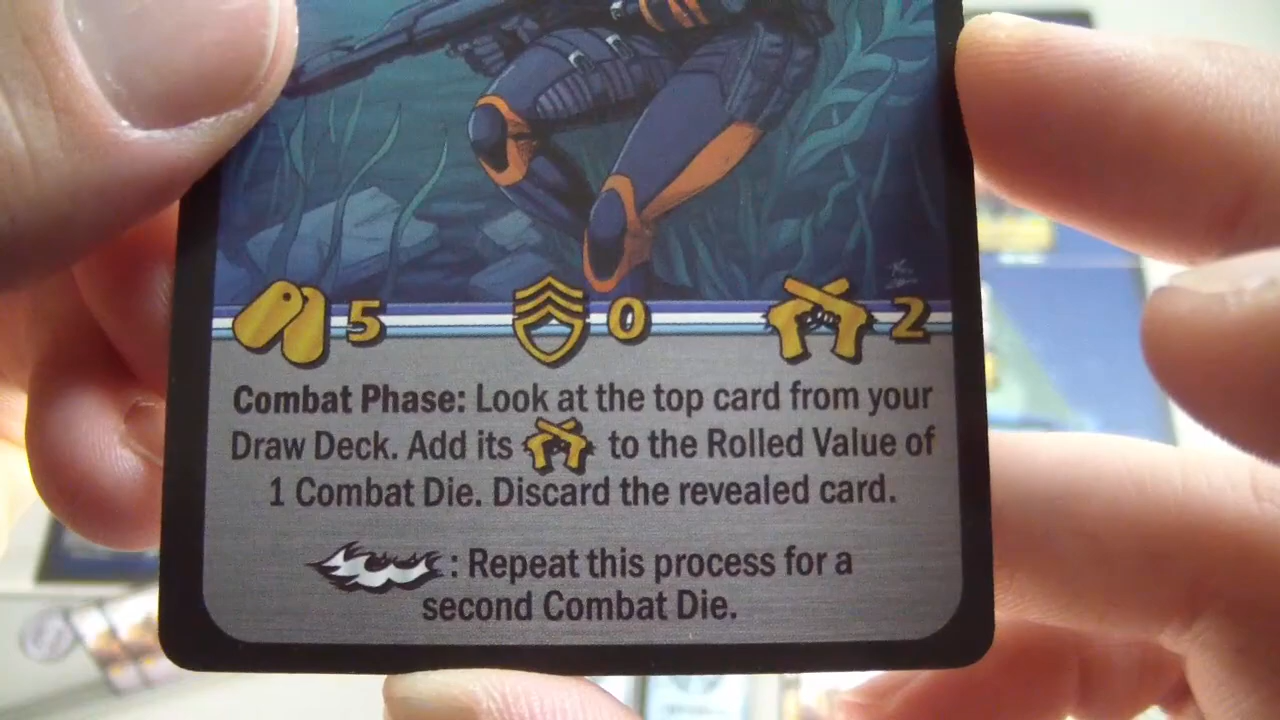 5 0 2
Combat Phase: Look at the top card from your
Draw Deck. Add its to the Rolled Value of
1 Combat Die. Discard the revealed card.
: Repeat this process for a
second Combat Die.